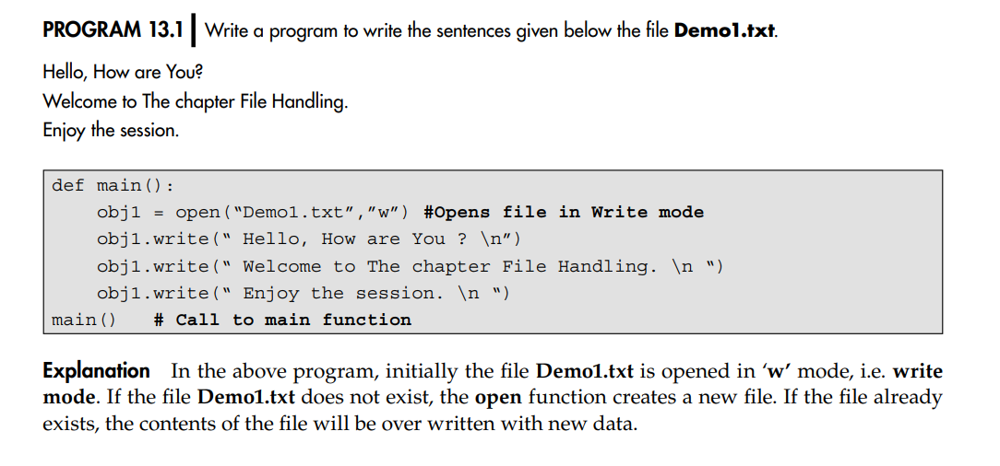 PROGRAM 13.1 | Write a program to write the sentences given below the file Demo1.txt.
Hello, How are You?
Welcome to The chapter File Handling.
Enjoy the session.
def main():
    obj1 = open(“Demo1.txt”,”w”) #Opens file in Write mode
    obj1.write(“ Hello, How are You ? \n”)
    obj1.write(“ Welcome to The chapter File Handling. \n “)
    obj1.write(“ Enjoy the session. \n “)
main()   # Call to main function
Explanation In the above program, initially the file Demo1.txt is opened in ‘w’ mode, i.e. write
mode. If the file Demo1.txt does not exist, the open function creates a new file. If the file already
exists, the contents of the file will be over written with new data.